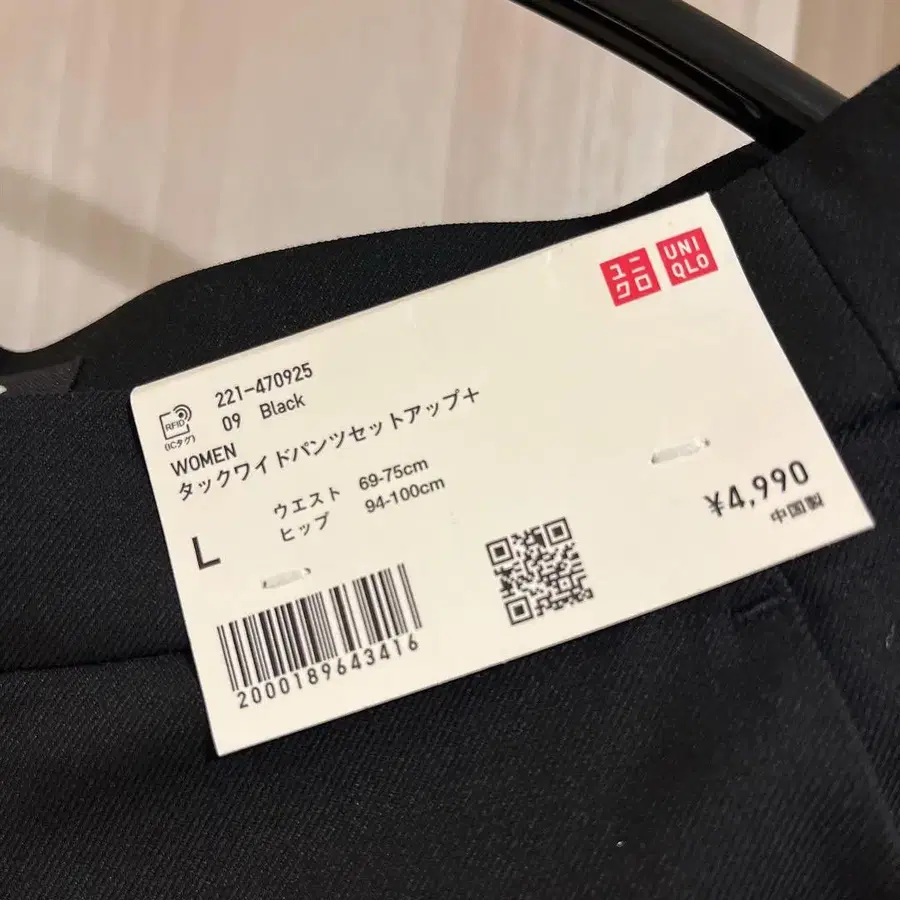 ユニ
クロ
UNI
QLO
221-470925
09 Black
RFID
(ICタグ)
WOMEN
タックワイドパンツセットアップ+
ウエスト 69-75cm
ヒップ 94-100cm
L
¥4,990
中国製
2000189643416